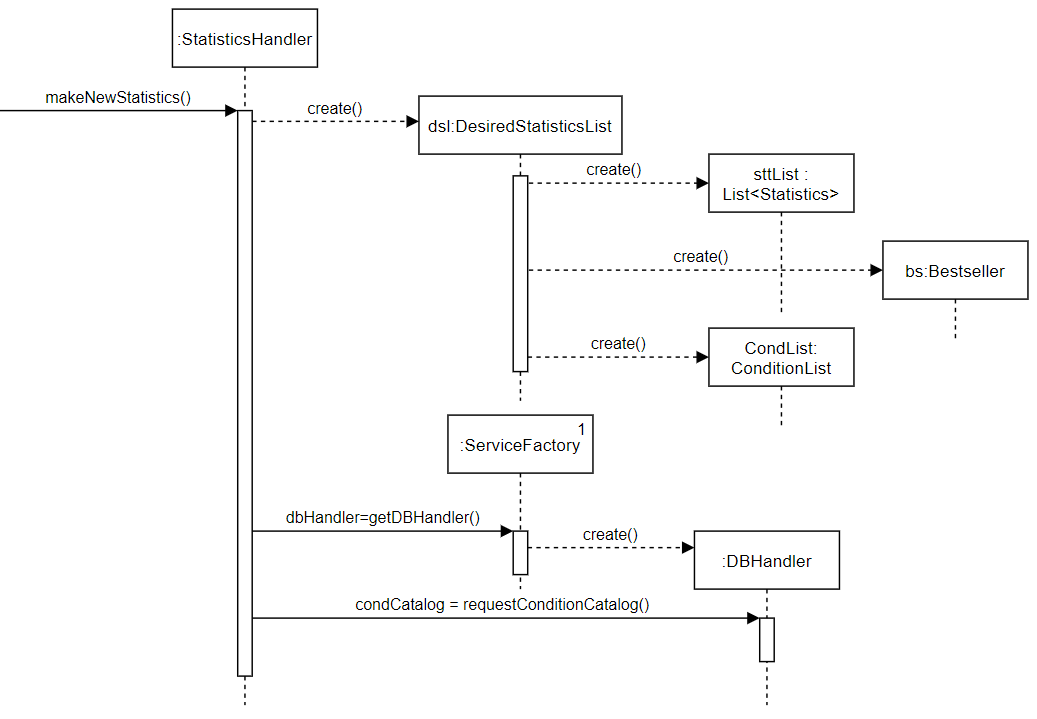 :StatisticsHandler
makeNewStatistics()
create()
dsl:DesiredStatisticsList
create()
sttList :
List<Statistics>
create()
bs:Bestseller
create()
CondList:
ConditionList
1
:ServiceFactory
dbHandler=getDBHandler()
create()
:DBHandler
condCatalog = requestConditionCatalog()